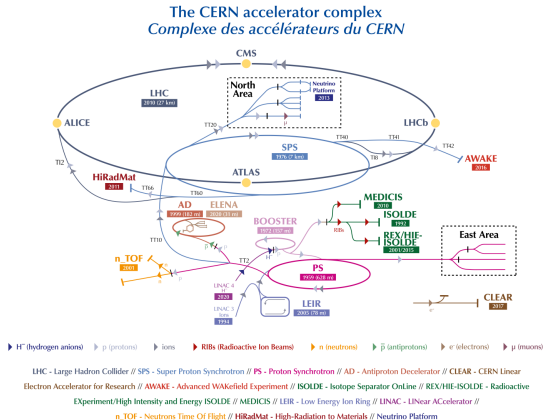 The CERN accelerator complex
Complexe des accélérateurs du CERN
CMS
North
Area
Neutrino
Platform
2013
LHC
2010 (27 km)
TT20
ALICE
LHCb
SPS
1976 (7 km)
TT40
TT41
TT42
TI8
TI2
AWAKE
2016
HiRadMat
2011
TT66
ATLAS
TT60
AD
1999 (182 m)
ELENA
2020 (31 m)
BOOSTER
1972 (157 m)
MEDICIS
2010
ISOLDE
1992
RIBs
REX/HIE-
ISOLDE
2001/2015
East Area
TT10
n_TOF
2001
TT2
PS
1959 (628 m)
LINAC 4
H-
2020
LINAC 3
ions
1994
LEIR
2005 (78 m)
CLEAR
2017
H- (hydrogen anions)
p (protons)
ions
RIBs (Radioactive Ion Beams)
n (neutrons)
p̅ (antiprotons)
e- (electrons)
μ (muons)
LHC - Large Hadron Collider // SPS - Super Proton Synchrotron // PS - Proton Synchrotron // AD - Antiproton Decelerator // CLEAR - CERN Linear
Electron Accelerator for Research // AWAKE - Advanced WAKefield Experiment // ISOLDE - Isotope Separator OnLine // REX/HIE-ISOLDE - Radioactive
EXperiment/High Intensity and Energy ISOLDE // MEDICIS // LEIR - Low Energy Ion Ring // LINAC - LINear ACcelerator //
n_TOF - Neutrons Time Of Flight // HiRadMat - High-Radiation to Materials // Neutrino Platform